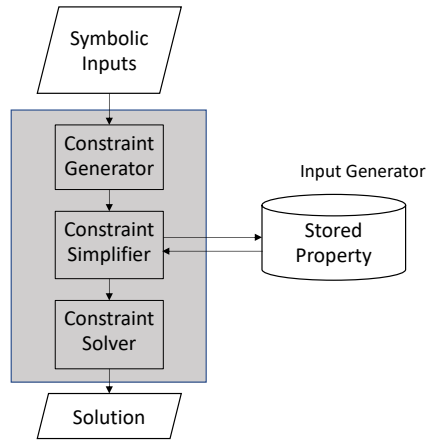 Symbolic
Inputs
Constraint
Generator
Input Generator
Constraint
Simplifier
Stored
Property
Constraint
Solver
Solution